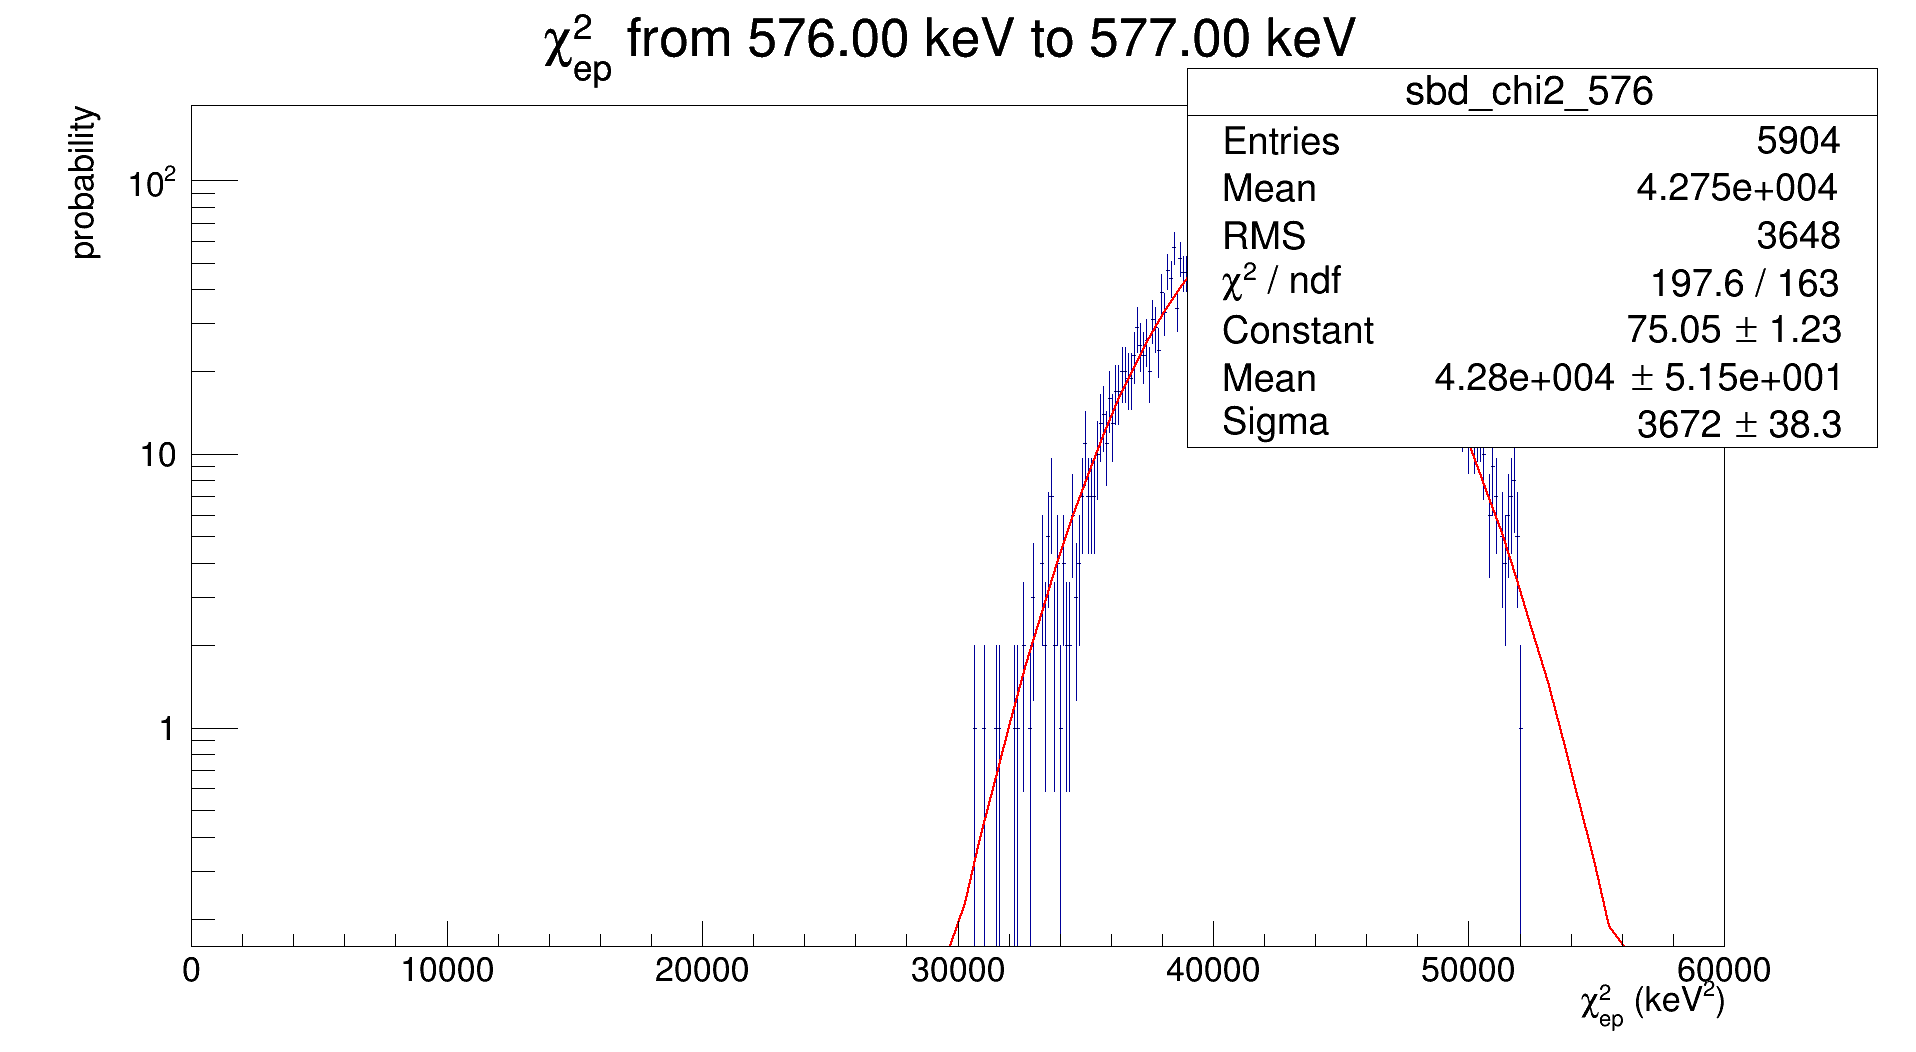 χ²ep from 576.00 keV to 577.00 keV
sbd_chi2_576
Entries 5904
Mean 4.275e+004
RMS 3648
χ² / ndf 197.6 / 163
Constant 75.05 ± 1.23
Mean 4.28e+004 ± 5.15e+001
Sigma 3672 ± 38.3
probability
10²
10
1
0 10000 20000 30000 40000 50000 60000
χ²ep (keV²)